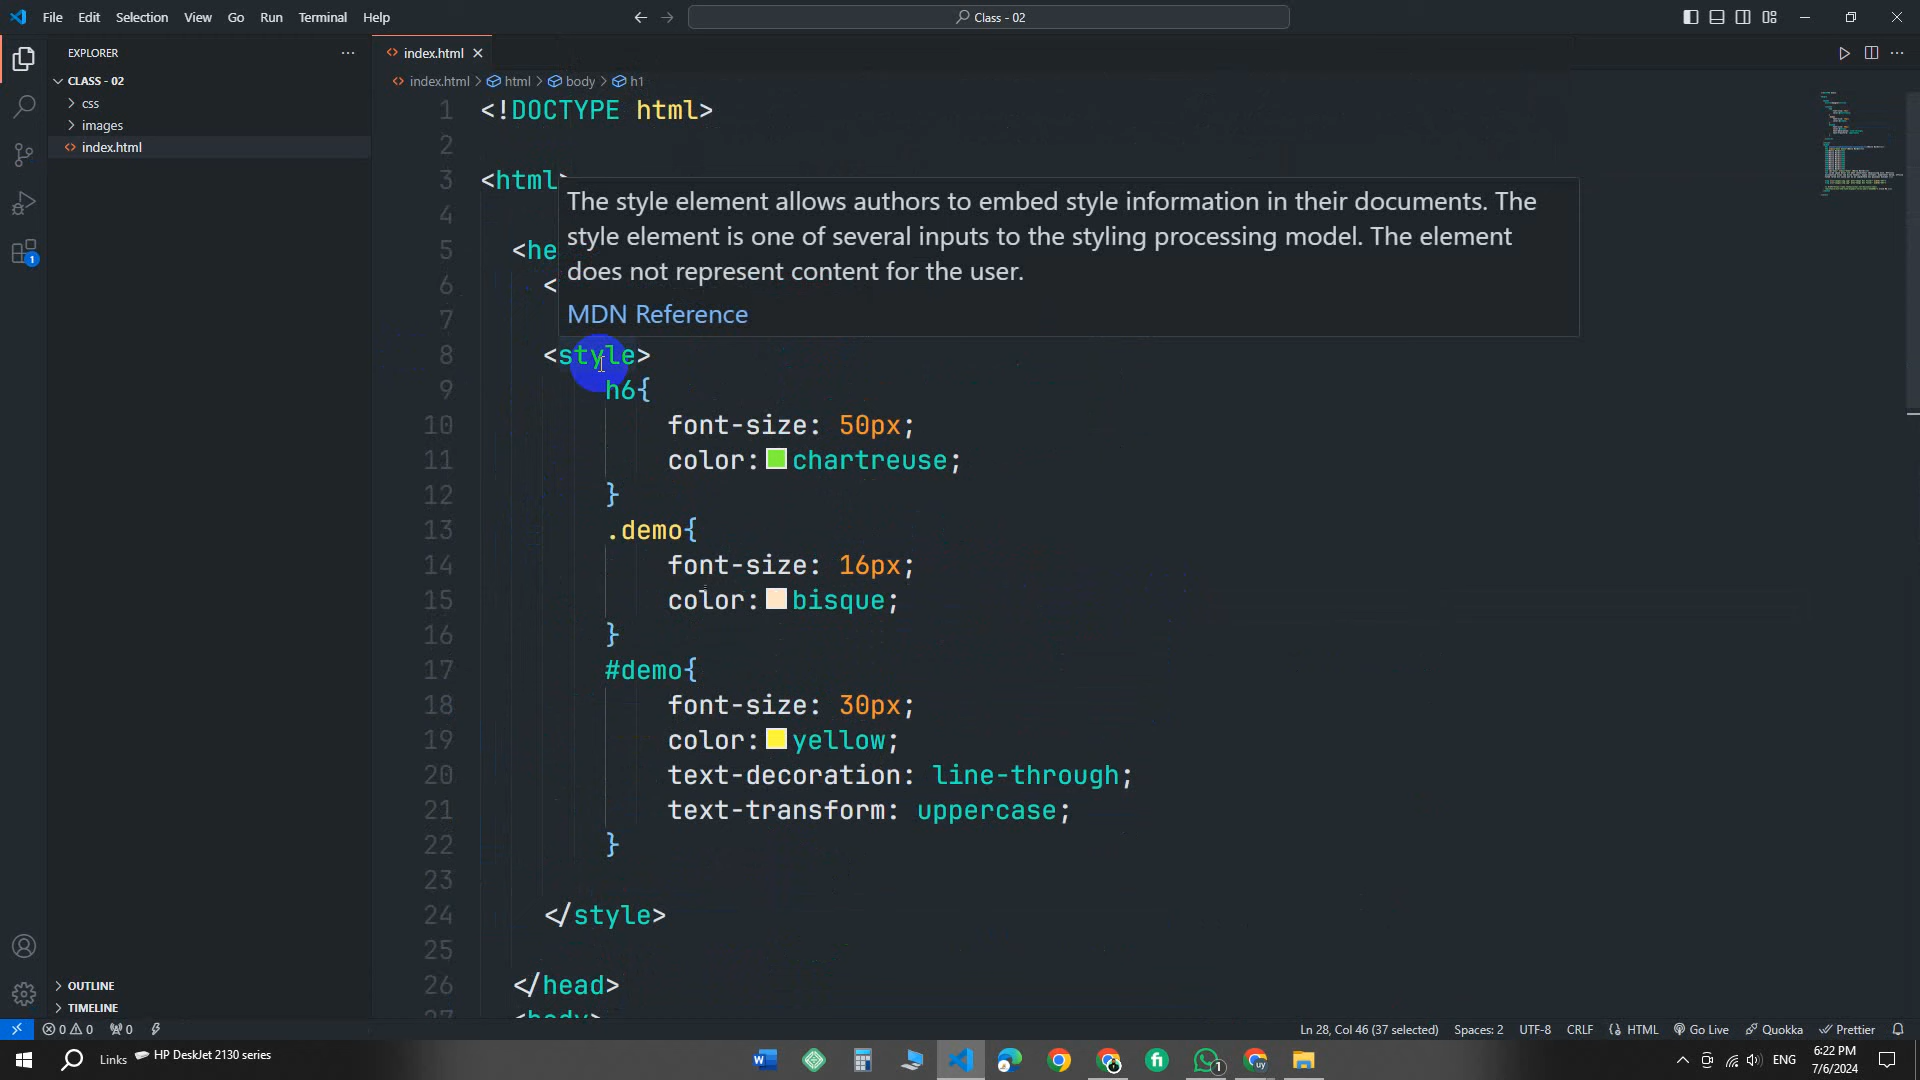 File Edit Selection View Go Run Terminal Help
Class - 02
EXPLORER
CLASS - 02
css
images
index.html
OUTLINE
TIMELINE
index.html
index.html > html > body > h1
1 <!DOCTYPE html>
2
3 <html>
4
The style element allows authors to embed style information in their documents. The
style element is one of several inputs to the styling processing model. The element
does not represent content for the user.
MDN Reference
5 <he
6 <
7
8 <style>
9 h6{
10 font-size: 50px;
11 color: chartreuse;
12 }
13 .demo{
14 font-size: 16px;
15 color: bisque;
16 }
17 #demo{
18 font-size: 30px;
19 color: yellow;
20 text-decoration: line-through;
21 text-transform: uppercase;
22 }
23
24 </style>
25
26 </head>
27 <body>
0 0 0 Ln 28, Col 46 (37 selected) Spaces: 2 UTF-8 CRLF HTML Go Live Quokka Prettier
Links HP DeskJet 2130 series
ENG
6:22 PM
7/6/2024